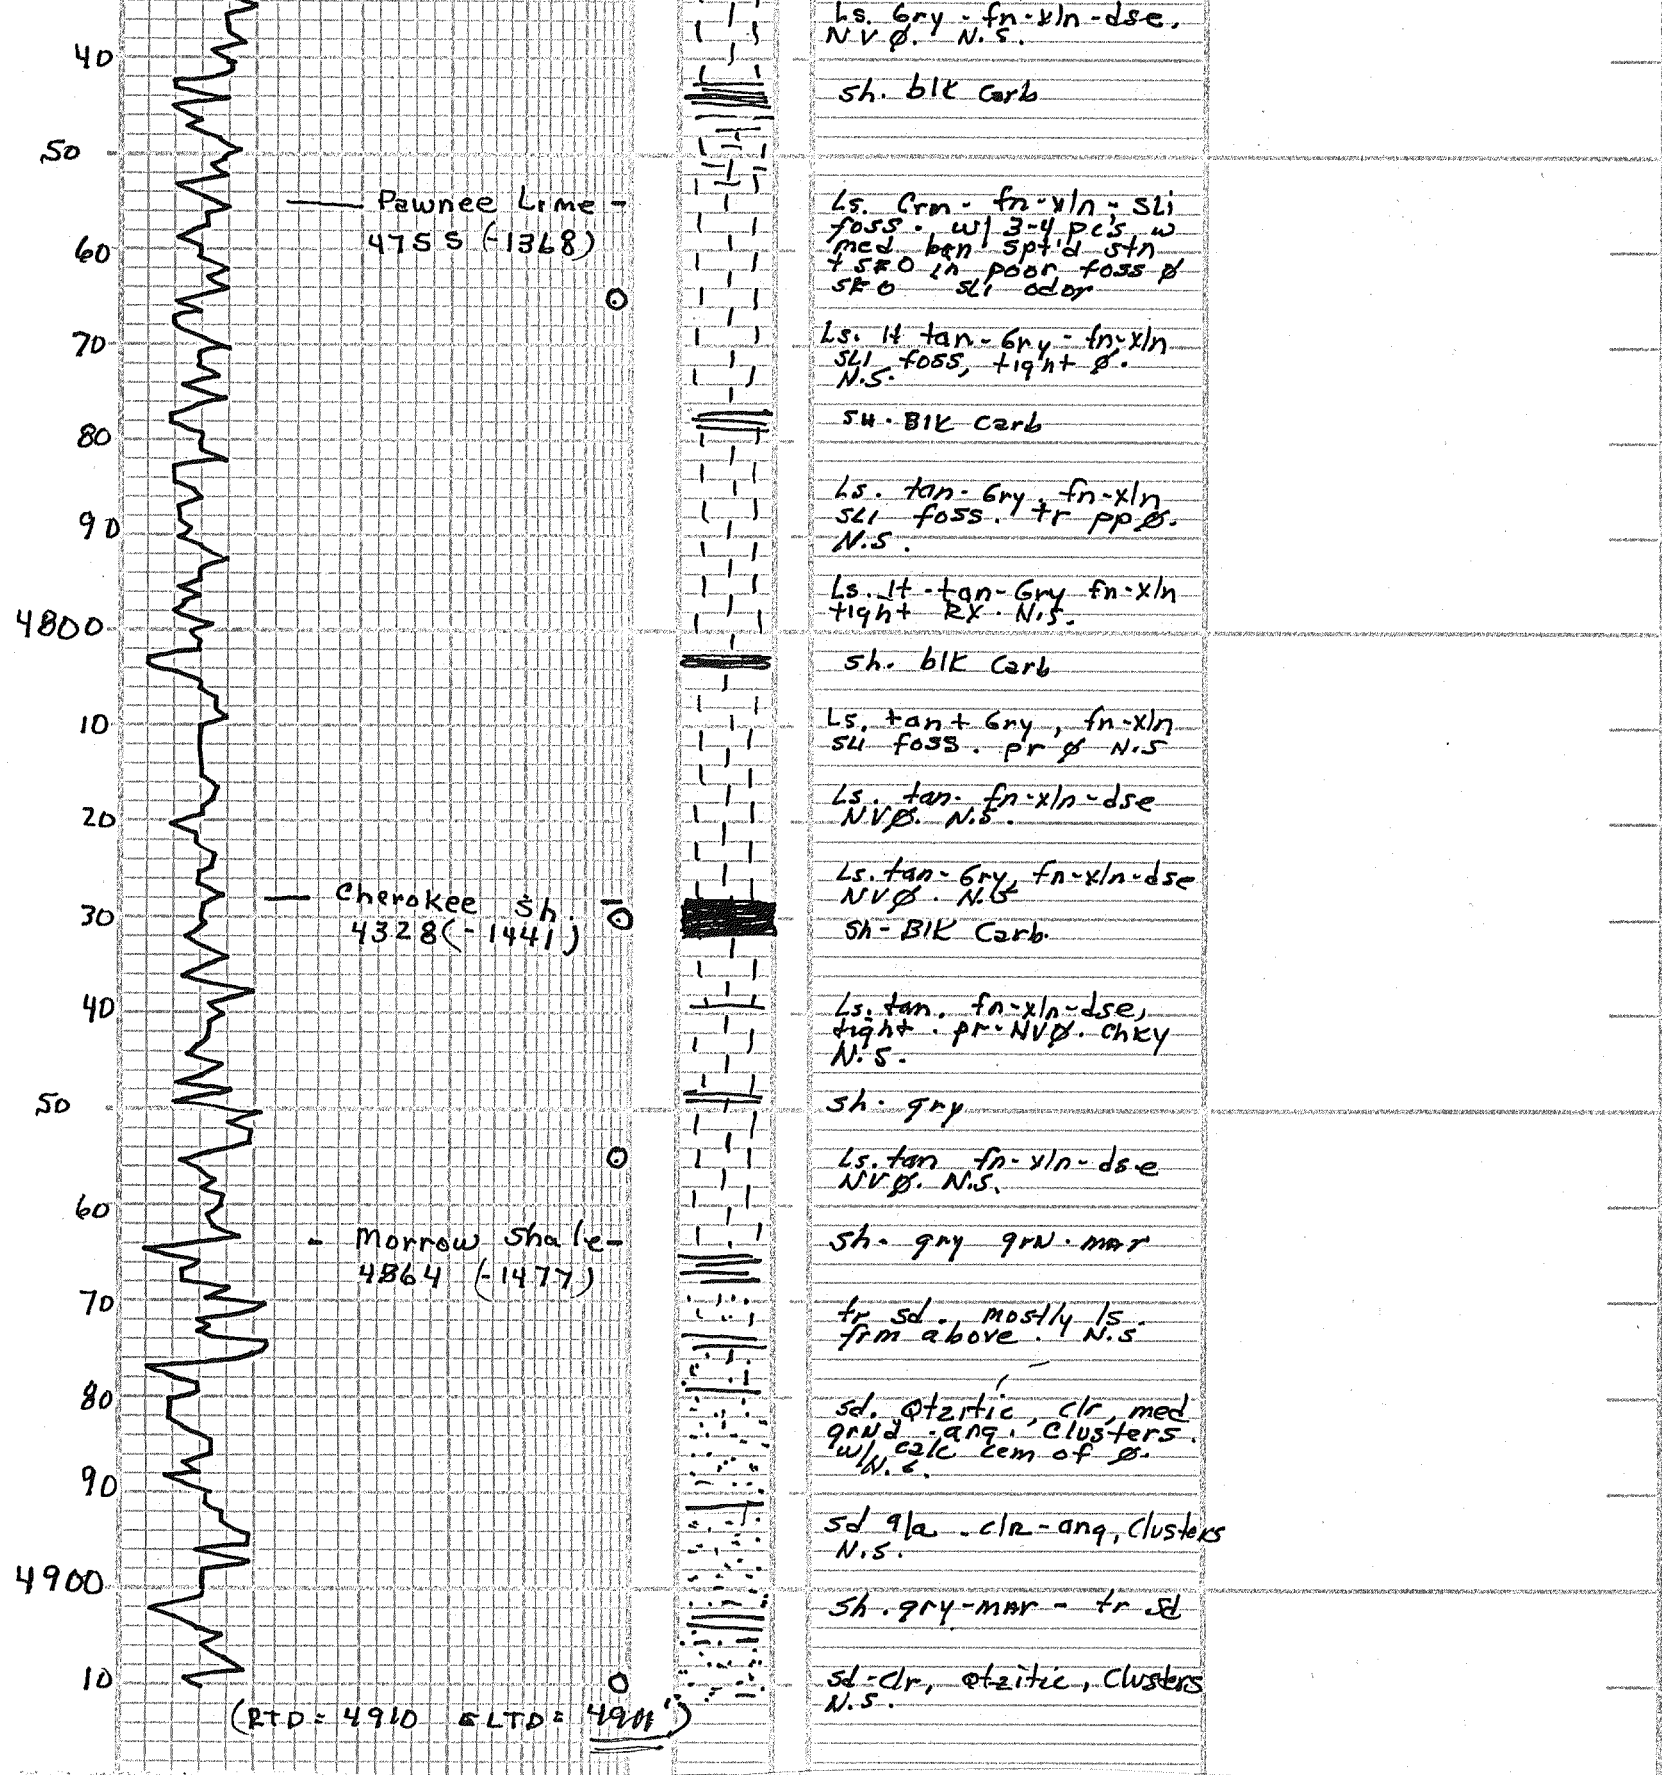 Ls. Gry - fn-xln-dse,
NVØ. N.S.
40
sh. blk Carb
50
Pawnee Lime -
4755 (-1368)
Ls. Crm - fn-xln - SLi
foss. w/ 3-4 pcs w
med brn spt'd stn
+ SFO in poor foss Ø
SFO sli odor
60
70
Ls. lt tan-Gry - fn-xln
SLI foss, tight Ø.
N.S.
SH. Blk Carb
80
Ls. tan-Gry, fn-xln
SLI foss. tr pp Ø.
N.S.
90
Ls. lt-tan-Gry fn-xln
tight RX. N.S.
4800
sh. blk Carb
10
Ls. tan + Gry, fn-xln
sli foss. pr Ø N.S
Ls. tan. fn-xln-dse
NVØ. N.S.
20
Ls. tan-Gry, fn-xln-dse
NVØ. N.S
Cherokee Sh.
4328 (-1441)
30
Sh-Blk Carb.
40
Ls. tan. fn-xln-dse,
tight. pr-NVØ. chky
N.S.
50
sh. gry
Ls. tan fn-xln-dse
NVØ. N.S.
60
- Morrow Shale -
4864 (-1477)
sh. gry grn. mar
70
tr sd. mostly ls
frm above. N.S
80
sd. Qtzitic, clr, med
grNd. ang. Clusters.
w/ calc cem of Ø.
N.S.
90
sd a/a. clr-ang, Clusters
N.S.
4900
sh. gry-mar - tr sd
10
sd-clr, Qtzitic, Clusters
N.S.
(RTD = 4910 LTD =